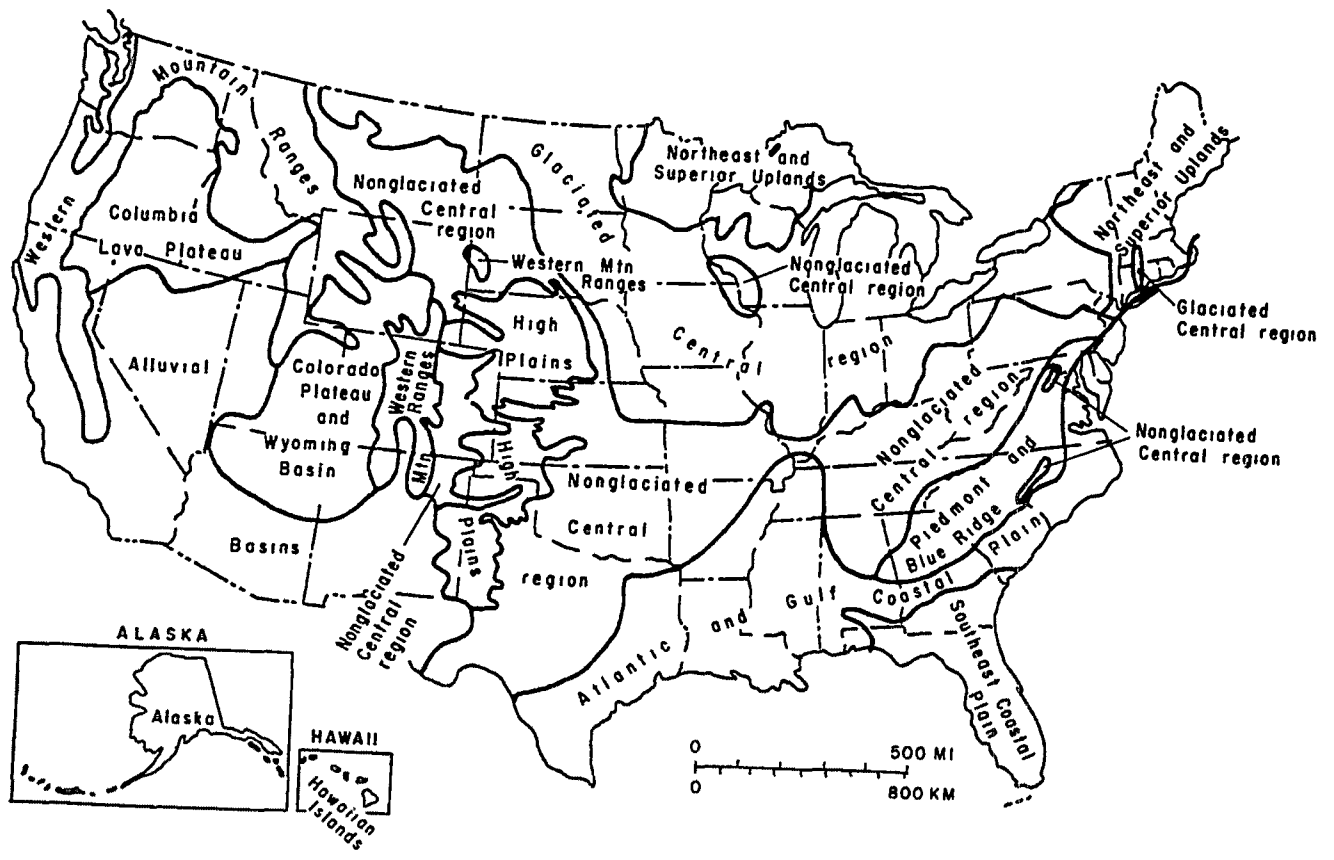 Western
Mountain
Ranges
Columbia
Lava Plateau
Nonglaciated
Central
region
Glaciated
Central
region
Northeast and
Superior Uplands
Northeast and
Superior Uplands
Western Mtn
Ranges
Nonglaciated
Central region
Glaciated
Central region
High
Plains
Alluvial
Basins
Colorado
Plateau
and
Wyoming
Basin
Western
Mtn
Ranges
High
Plains
Nonglaciated
Central
region
Nonglaciated
Central region
Nonglaciated
Central region
Piedmont and
Blue Ridge
Nonglaciated
Central
region
Atlantic and Gulf Coastal Plain
Southeast Coastal
Plain
ALASKA
Alaska
HAWAII
Hawaiian
Islands
0 500 MI
0 800 KM